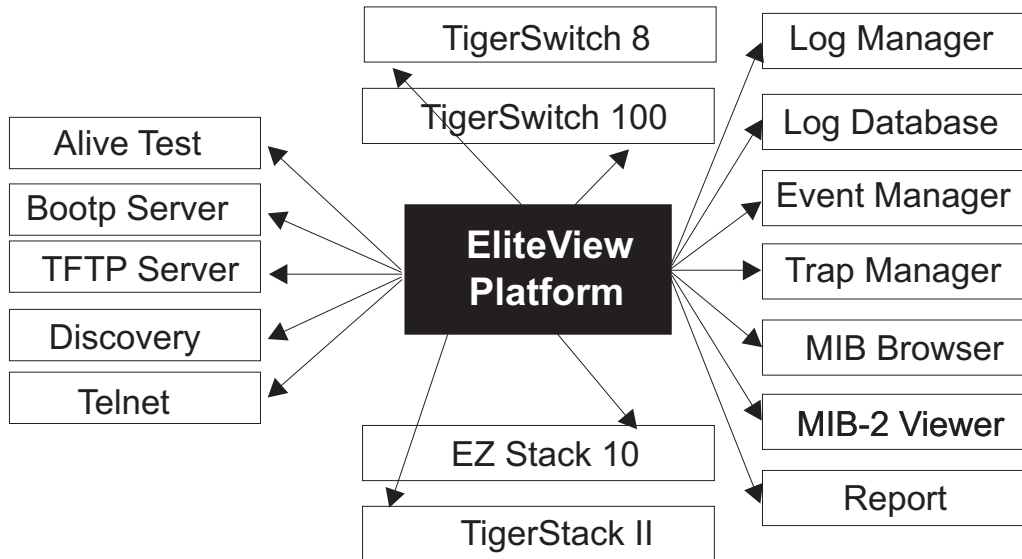 TigerSwitch 8
TigerSwitch 100
Alive Test
Bootp Server
TFTP Server
Discovery
Telnet
EliteView
Platform
EZ Stack 10
TigerStack II
Log Manager
Log Database
Event Manager
Trap Manager
MIB Browser
MIB-2 Viewer
Report